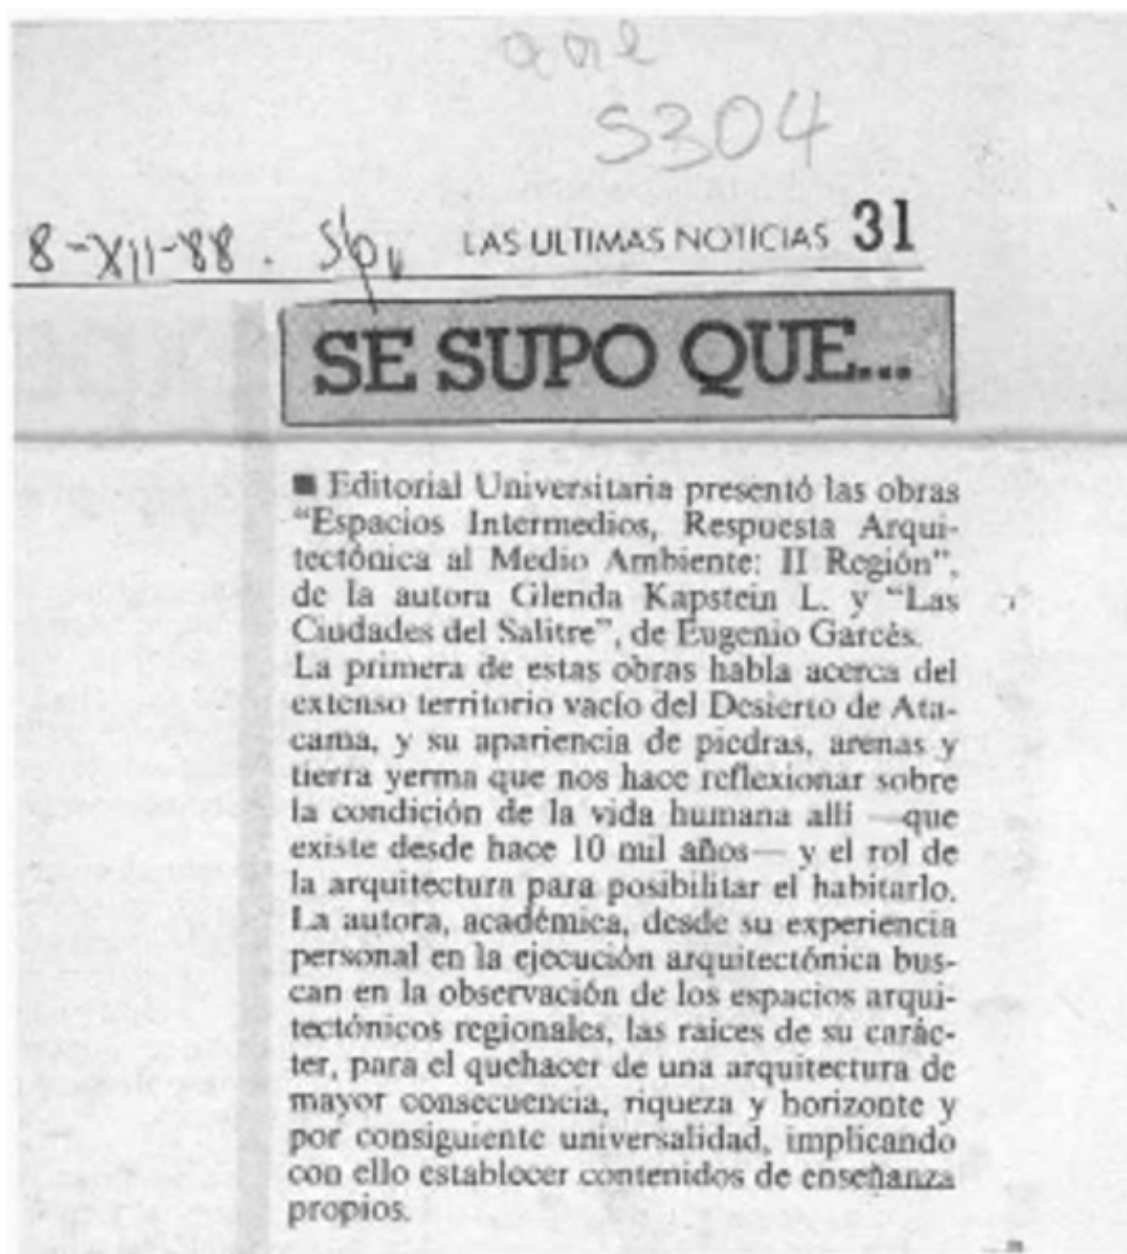 S304
8-XII-88.
LAS ULTIMAS NOTICIAS 31
SE SUPO QUE...
■ Editorial Universitaria presentó las obras
“Espacios Intermedios, Respuesta Arqui-
tectónica al Medio Ambiente: II Región”,
de la autora Glenda Kapstein L. y “Las
Ciudades del Salitre”, de Eugenio Garcés.
La primera de estas obras habla acerca del
extenso territorio vacío del Desierto de Ata-
cama, y su apariencia de piedras, arenas y
tierra yerma que nos hace reflexionar sobre
la condición de la vida humana allí —que
existe desde hace 10 mil años— y el rol de
la arquitectura para posibilitar el habitarlo.
La autora, académica, desde su experiencia
personal en la ejecución arquitectónica bus-
can en la observación de los espacios arqui-
tectónicos regionales, las raíces de su carác-
ter, para el quehacer de una arquitectura de
mayor consecuencia, riqueza y horizonte y
por consiguiente universalidad, implicando
con ello establecer contenidos de enseñanza
propios.